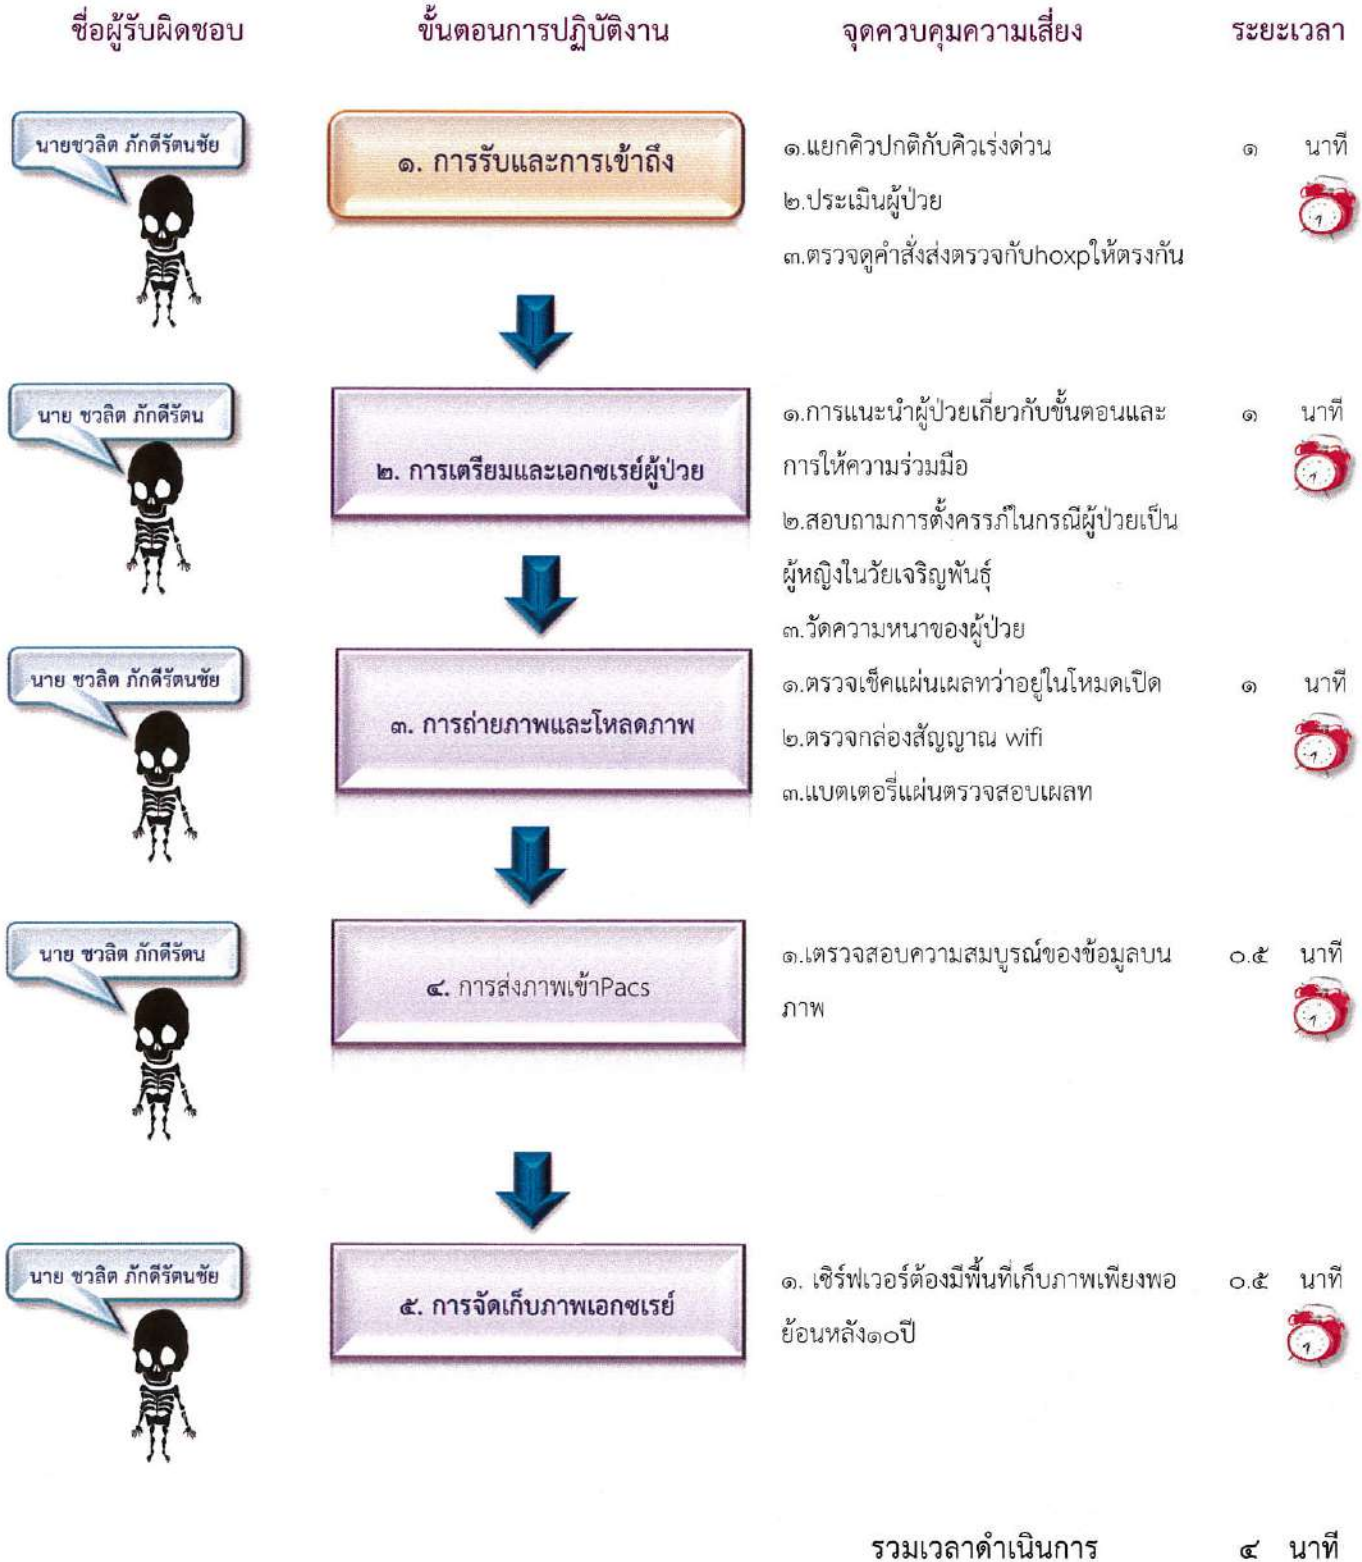 ชื่อผู้รับผิดชอบ ขั้นตอนการปฏิบัติงาน จุดควบคุมความเสี่ยง ระยะเวลา
นายชวลิต ภักดีรัตนชัย
๑. การรับและการเข้าถึง
๑.แยกคิวปกติกับคิวเร่งด่วน ๑ นาที
๒.ประเมินผู้ป่วย
๓.ตรวจดูคำสั่งส่งตรวจกับhoxpให้ตรงกัน
นาย ชวลิต ภักดีรัตน
๒. การเตรียมและเอกซเรย์ผู้ป่วย
๑.การแนะนำผู้ป่วยเกี่ยวกับขั้นตอนและ ๑ นาที
การให้ความร่วมมือ
๒.สอบถามการตั้งครรภ์ในกรณีผู้ป่วยเป็น
ผู้หญิงในวัยเจริญพันธุ์
๓.วัดความหนาของผู้ป่วย
นาย ชวลิต ภักดีรัตนชัย
๓. การถ่ายภาพและโหลดภาพ
๑.ตรวจเช็คแผ่นเผลทว่าอยู่ในโหมดเปิด ๑ นาที
๒.ตรวจกล่องสัญญาณ wifi
๓.แบตเตอรี่แผ่นตรวจสอบเผลท
นาย ชวลิต ภักดีรัตน
๔. การส่งภาพเข้าPacs
๑.เตรวจสอบความสมบูรณ์ของข้อมูลบน ๐.๕ นาที
ภาพ
นาย ชวลิต ภักดีรัตนชัย
๕. การจัดเก็บภาพเอกซเรย์
๑. เซิร์ฟเวอร์ต้องมีพื้นที่เก็บภาพเพียงพอ ๐.๕ นาที
ย้อนหลัง๑๐ปี
รวมเวลาดำเนินการ ๔ นาที